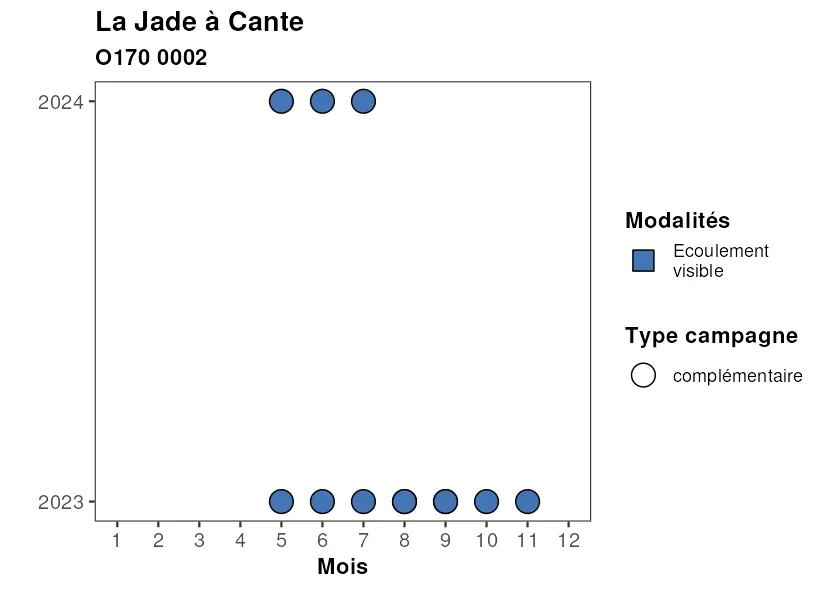 La Jade à Cante
O170 0002
2024
2023
1 2 3 4 5 6 7 8 9 10 11 12
Mois
Modalités
Ecoulement
visible
Type campagne
complémentaire